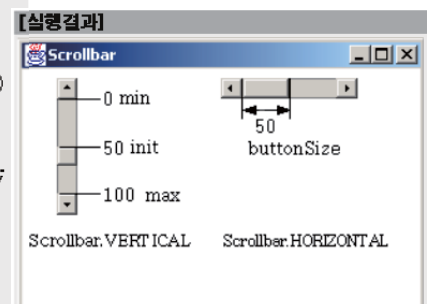 [실행결과]
Scrollbar
0 min
50 init
100 max
50
buttonSize
Scrollbar.VERTICAL
Scrollbar.HORIZONTAL